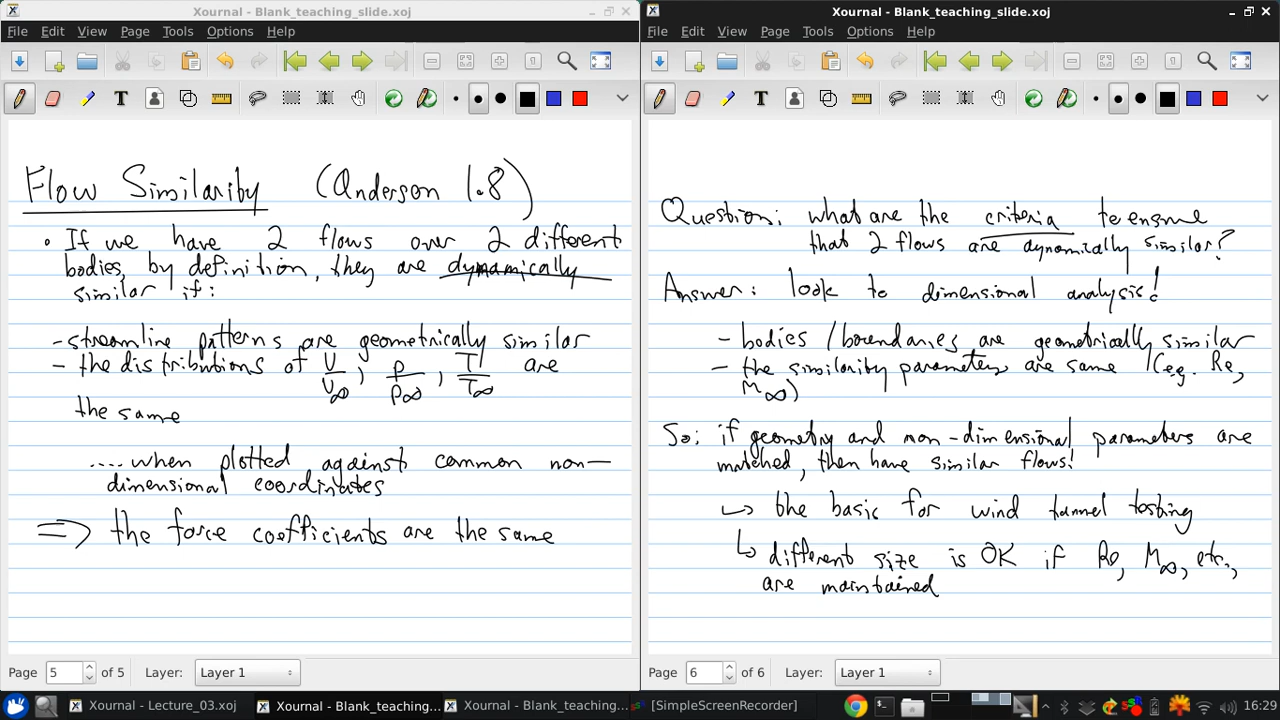 Xournal - Blank_teaching_slide.xoj
File Edit View Page Tools Options Help
Flow Similarity (Anderson 1.8)
• If we have 2 flows over 2 different
bodies, by definition, they are dynamically
similar if:
- streamline patterns are geometrically similar
- the distributions of V/V∞, p/p∞, T/T∞ are
the same
.... when plotted against common non-
dimensional coordinates
=> the force coefficients are the same
Page 5 of 5 Layer: Layer 1
Xournal - Blank_teaching_slide.xoj
File Edit View Page Tools Options Help
Question: what are the criteria to ensure
that 2 flows are dynamically similar?
Answer: look to dimensional analysis!
- bodies / boundaries are geometrically similar
- the similarity parameters are same (e.g. Re,
M∞)
So: if geometry and non-dimensional parameters are
matched, then have similar flows!
↳ the basic for wind tunnel testing
↳ different size is OK if Re, M∞, etc.,
are maintained
Page 6 of 6 Layer: Layer 1
Xournal - Lecture_03.xoj Xournal - Blank_teaching... Xournal - Blank_teaching... [SimpleScreenRecorder] 16:29